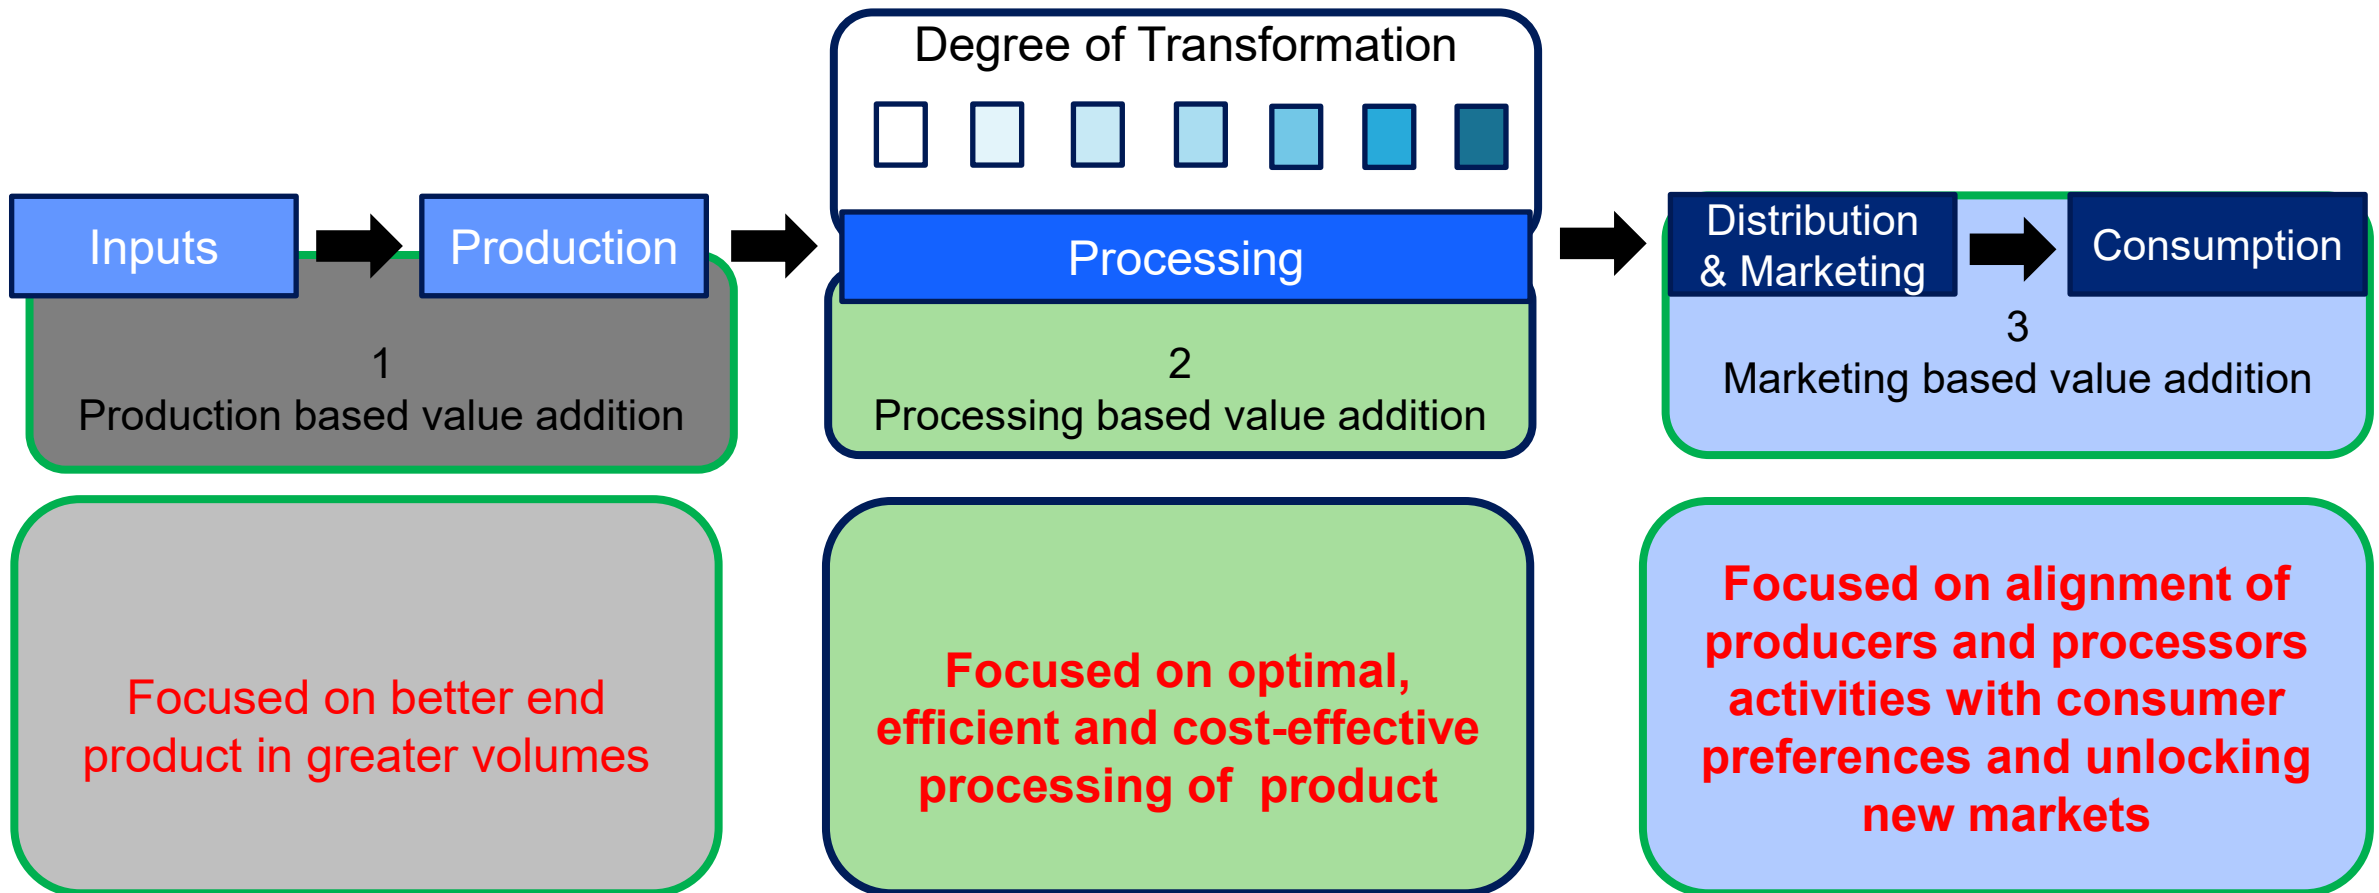 Degree of Transformation
Inputs
Production
Processing
Distribution
& Marketing
Consumption
1
Production based value addition
2
Processing based value addition
3
Marketing based value addition
Focused on better end
product in greater volumes
Focused on optimal,
efficient and cost-effective
processing of  product
Focused on alignment of
producers and processors
activities with consumer
preferences and unlocking
new markets